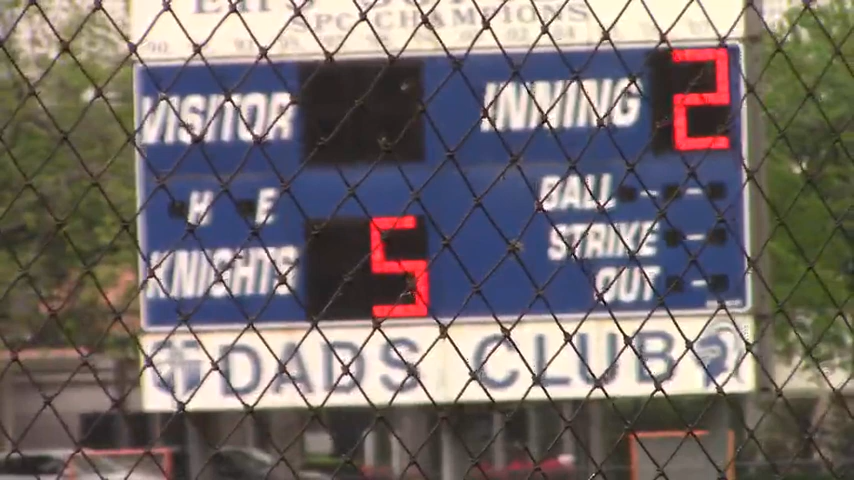 SPC CHAMPIONS
VISITOR INNING 2
H E BALL
KNIGHTS 5 STRIKE
OUT
DADS CLUB